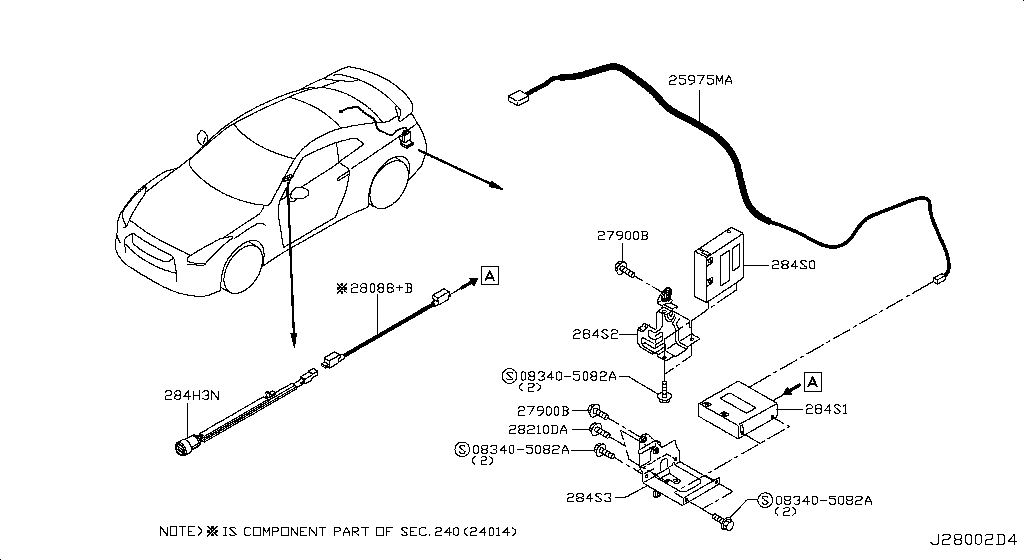 25975MA
27900B
284S0
A
※28088+B
284S2
Ⓢ08340-5082A
(2)
A
284H3N
27900B
284S1
28210DA
Ⓢ08340-5082A
(2)
284S3
Ⓢ08340-5082A
(2)
NOTE)※IS COMPONENT PART OF SEC.240(24014)
J28002D4